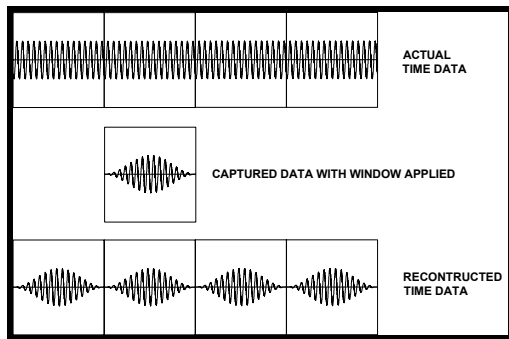 ACTUAL
TIME DATA
CAPTURED DATA WITH WINDOW APPLIED
RECONTRUCTED
TIME DATA